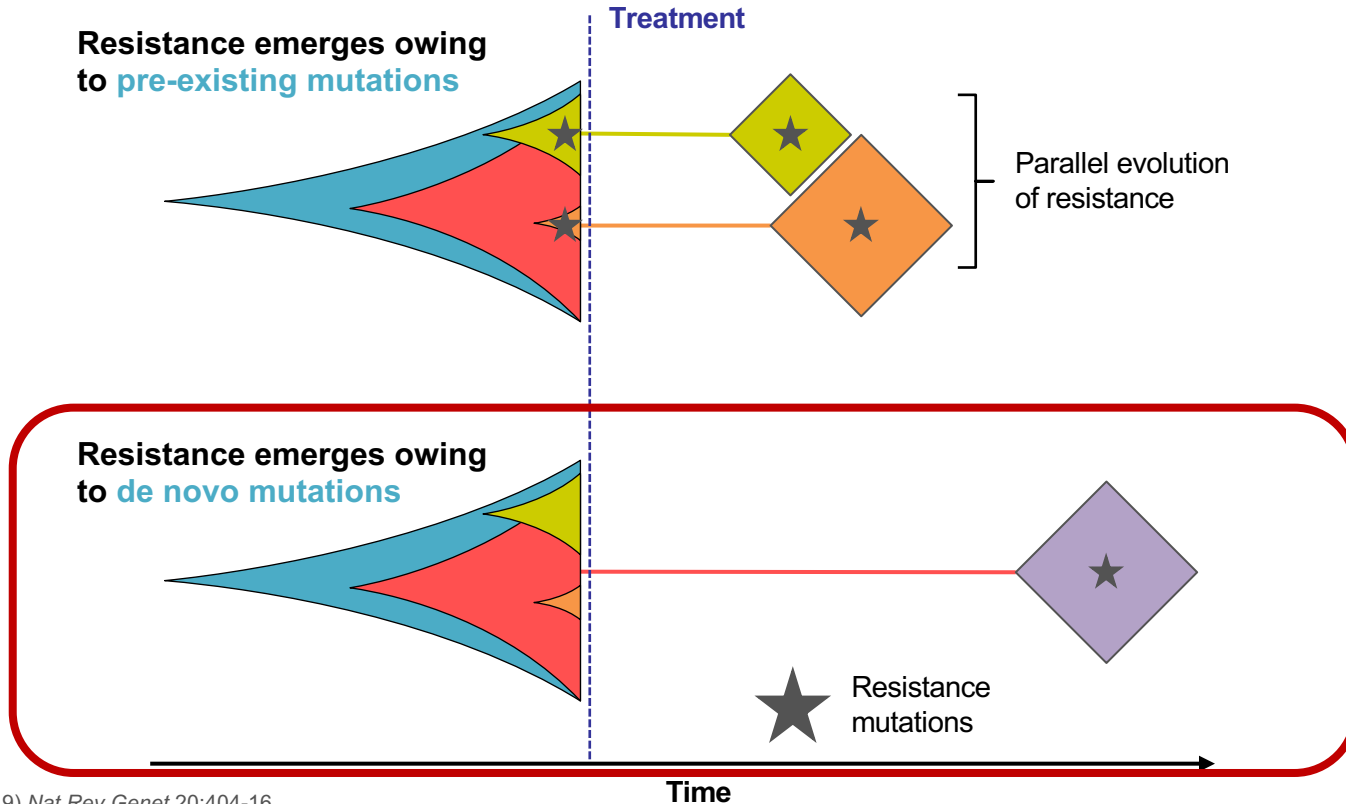 Treatment
Resistance emerges owing
to pre-existing mutations
Parallel evolution
of resistance
Resistance emerges owing
to de novo mutations
Resistance
mutations
Time
9) Nat Rev Genet 20:404-16